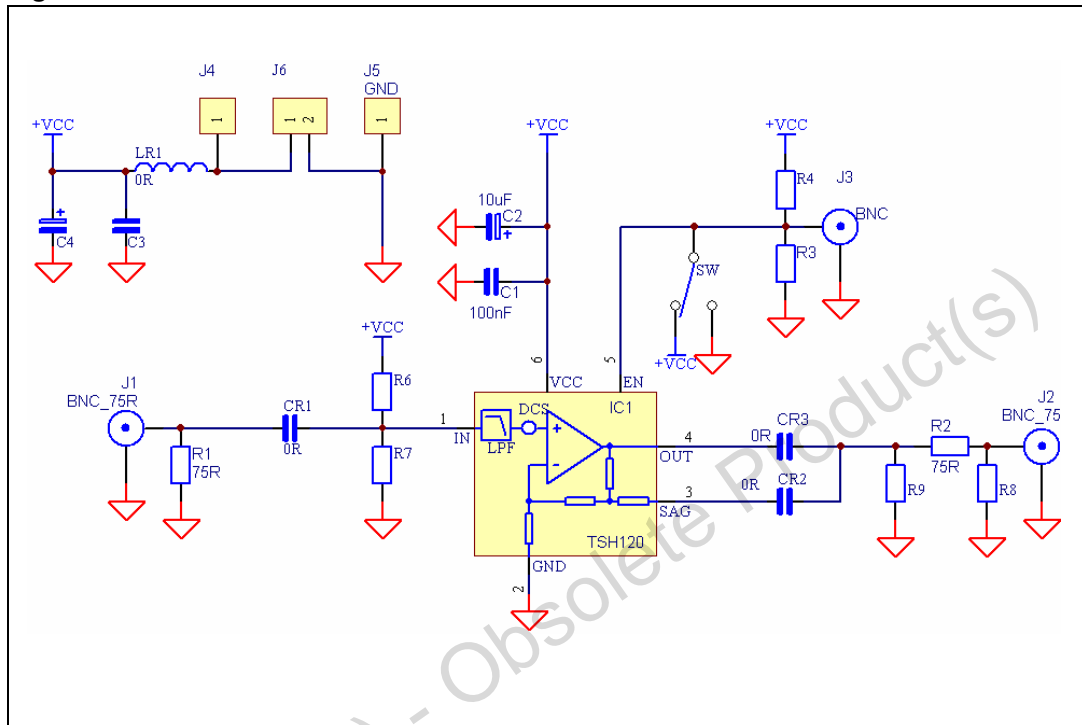 J4
J6
J5
GND
+VCC
1
1 2
1
LR1
0R
+
C4
C3
+VCC
10uF
C2
+
C1
100nF
+VCC
R4
J3
BNC
R3
SW
+VCC
+VCC
6
5
VCC
EN
IC1
J1
BNC_75R
R6
CR1
0R
R1
75R
R7
1
IN
LPF
DCS
+
-
4
OUT
3
SAG
TSH120
GND
2
0R
CR3
0R
CR2
R2
75R
R9
R8
J2
BNC_75
) - Obsolete Product(s)